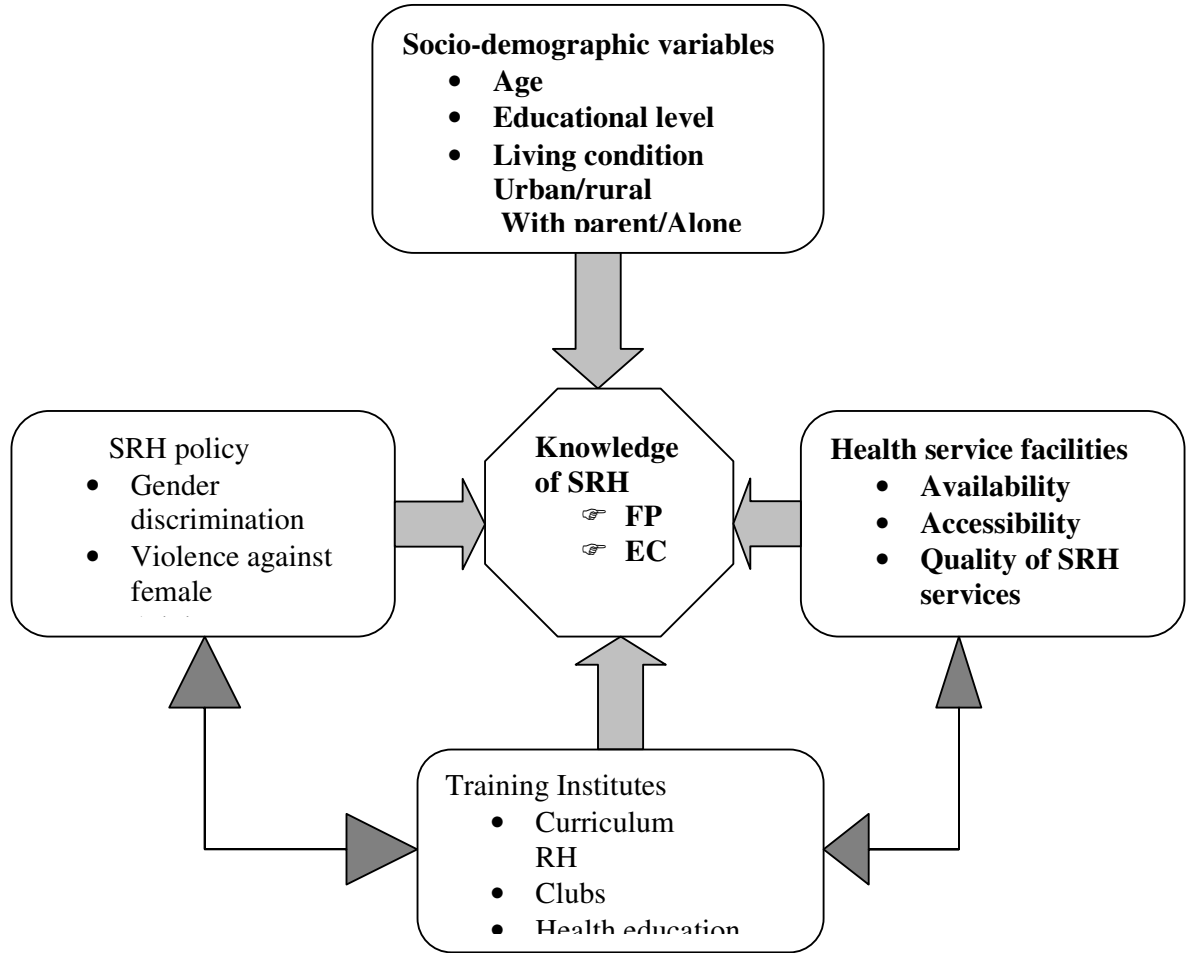 Socio-demographic variables
• Age
• Educational level
• Living condition
Urban/rural
With parent/Alone
SRH policy
• Gender
discrimination
• Violence against
female
Knowledge
of SRH
☞ FP
☞ EC
Health service facilities
• Availability
• Accessibility
• Quality of SRH
services
Training Institutes
• Curriculum
RH
• Clubs
• Health education